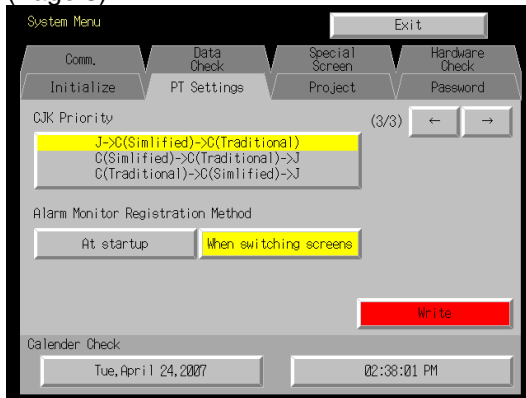 System Menu
Exit
Comm.
Data Check
Special Screen
Hardware Check
Initialize
PT Settings
Project
Password
CJK Priority
(3/3)
←
→
J->C(Simlified)->C(Traditional)
C(Simlified)->C(Traditional)->J
C(Traditional)->C(Simlified)->J
Alarm Monitor Registration Method
At startup
When switching screens
Write
Calender Check
Tue,April 24,2007
02:38:01 PM